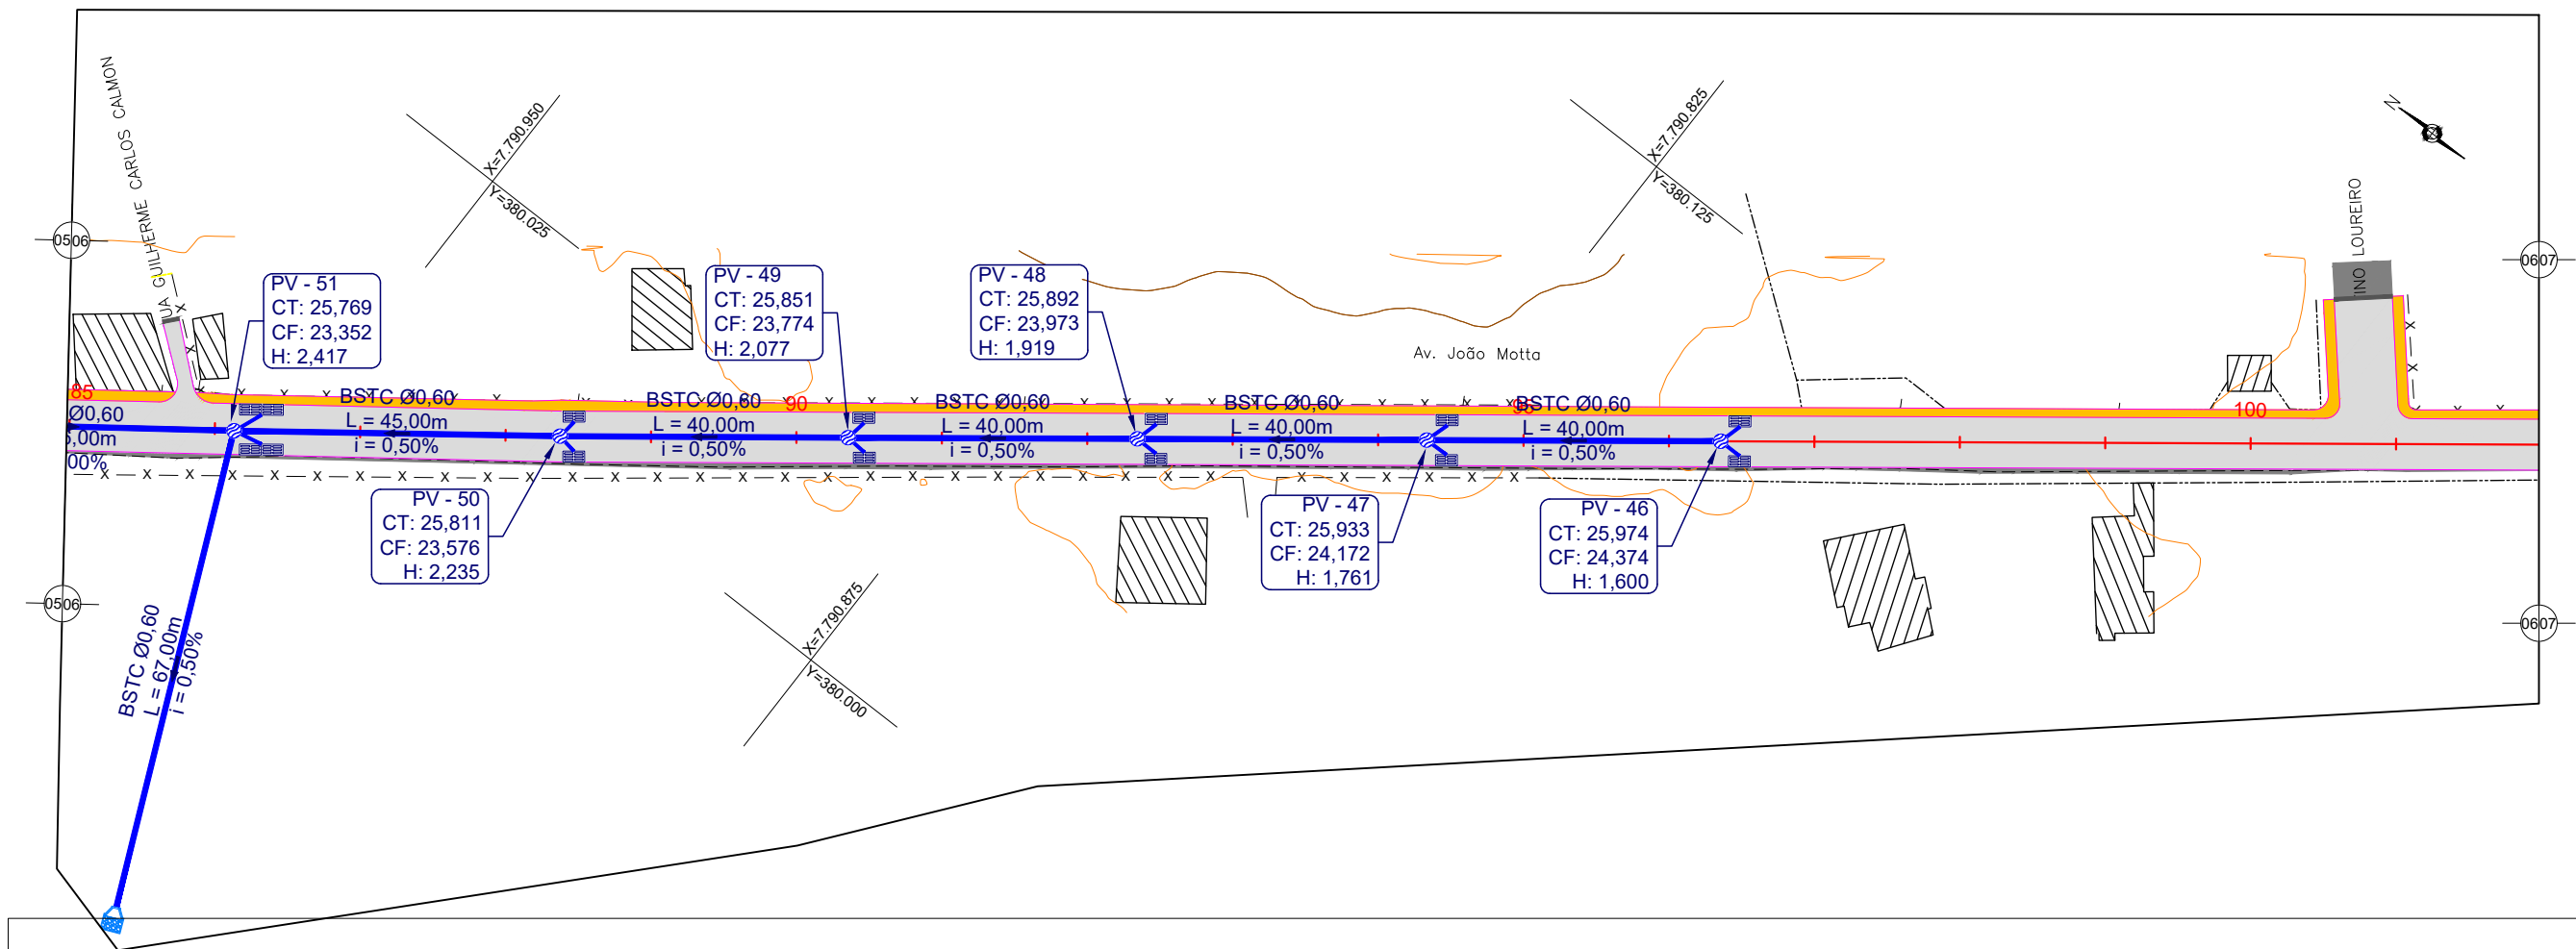 RUA GUILHERME CARLOS CALMON
X=7.790.950
Y=380.025
X=7.790.825
Y=380.125
N
TINO LOUREIRO
0506
0607
PV - 51
CT: 25,769
CF: 23,352
H: 2,417
PV - 49
CT: 25,851
CF: 23,774
H: 2,077
PV - 48
CT: 25,892
CF: 23,973
H: 1,919
Av. João Motta
85
90
95
100
Ø0,60
5,00m
00%
BSTC Ø0,60
L = 45,00m
i = 0,50%
BSTC Ø0,60
L = 40,00m
i = 0,50%
BSTC Ø0,60
L = 40,00m
i = 0,50%
BSTC Ø0,60
L = 40,00m
i = 0,50%
BSTC Ø0,60
L = 40,00m
i = 0,50%
PV - 50
CT: 25,811
CF: 23,576
H: 2,235
PV - 47
CT: 25,933
CF: 24,172
H: 1,761
PV - 46
CT: 25,974
CF: 24,374
H: 1,600
0506
0607
BSTC Ø0,60
L = 67,00m
i = 0,50%
X=7.790.875
Y=380.000